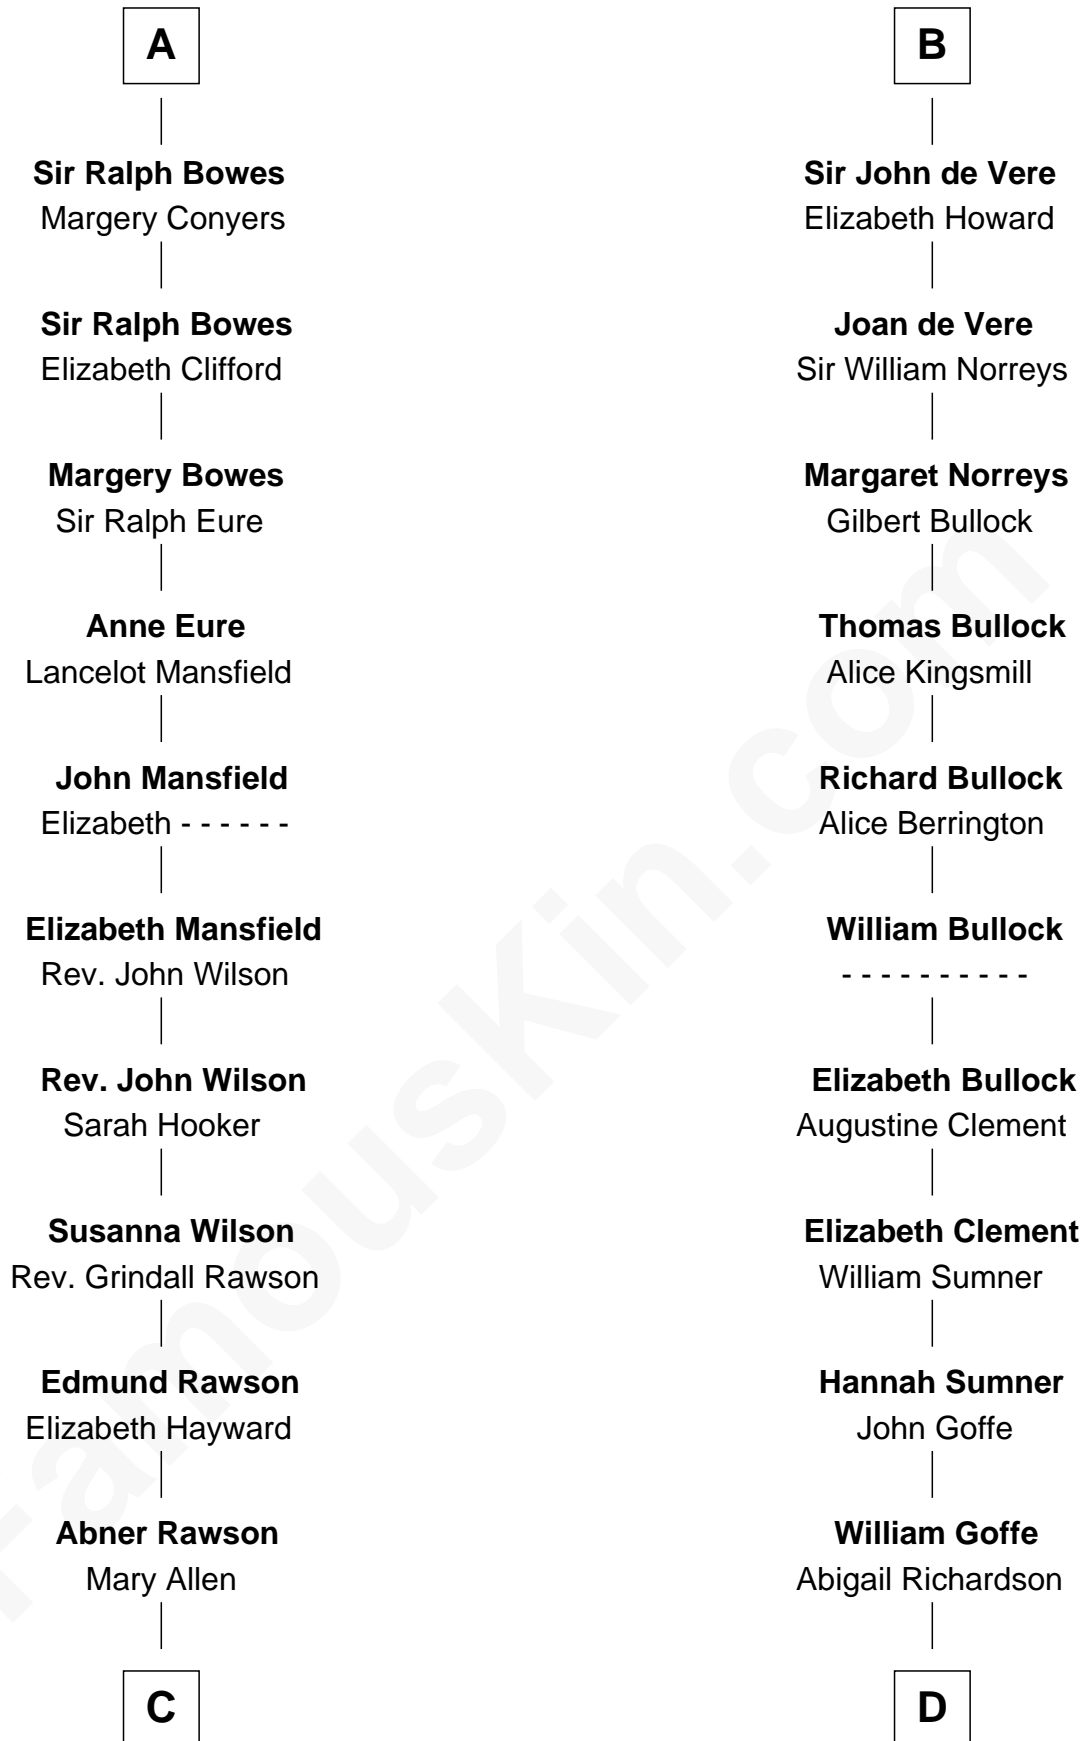 A
Sir Ralph Bowes
Margery Conyers
Sir Ralph Bowes
Elizabeth Clifford
Margery Bowes
Sir Ralph Eure
Anne Eure
Lancelot Mansfield
John Mansfield
Elizabeth - - - - - -
Elizabeth Mansfield
Rev. John Wilson
Rev. John Wilson
Sarah Hooker
Susanna Wilson
Rev. Grindall Rawson
Edmund Rawson
Elizabeth Hayward
Abner Rawson
Mary Allen
C
B
Sir John de Vere
Elizabeth Howard
Joan de Vere
Sir William Norreys
Margaret Norreys
Gilbert Bullock
Thomas Bullock
Alice Kingsmill
Richard Bullock
Alice Berrington
William Bullock
- - - - - - - - - -
Elizabeth Bullock
Augustine Clement
Elizabeth Clement
William Sumner
Hannah Sumner
John Goffe
William Goffe
Abigail Richardson
D
FamousKin.com